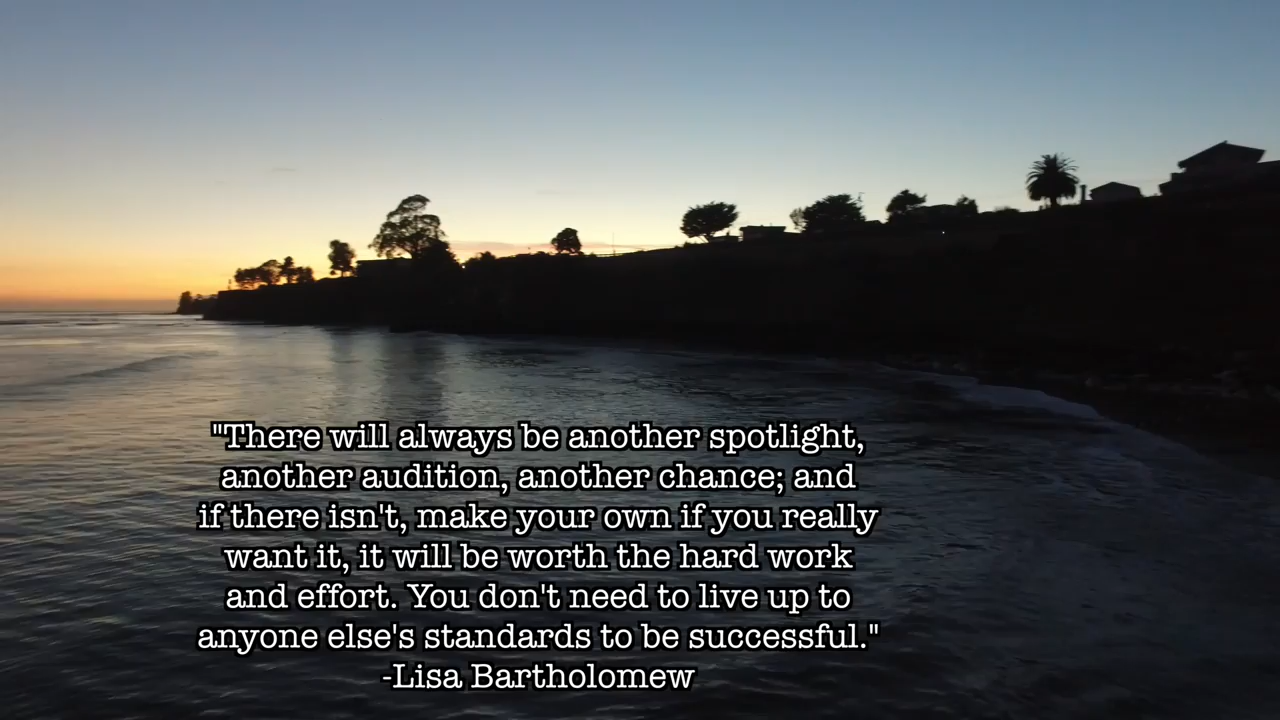 "There will always be another spotlight,
another audition, another chance; and
if there isn't, make your own if you really
want it, it will be worth the hard work
and effort. You don't need to live up to
anyone else's standards to be successful."
-Lisa Bartholomew